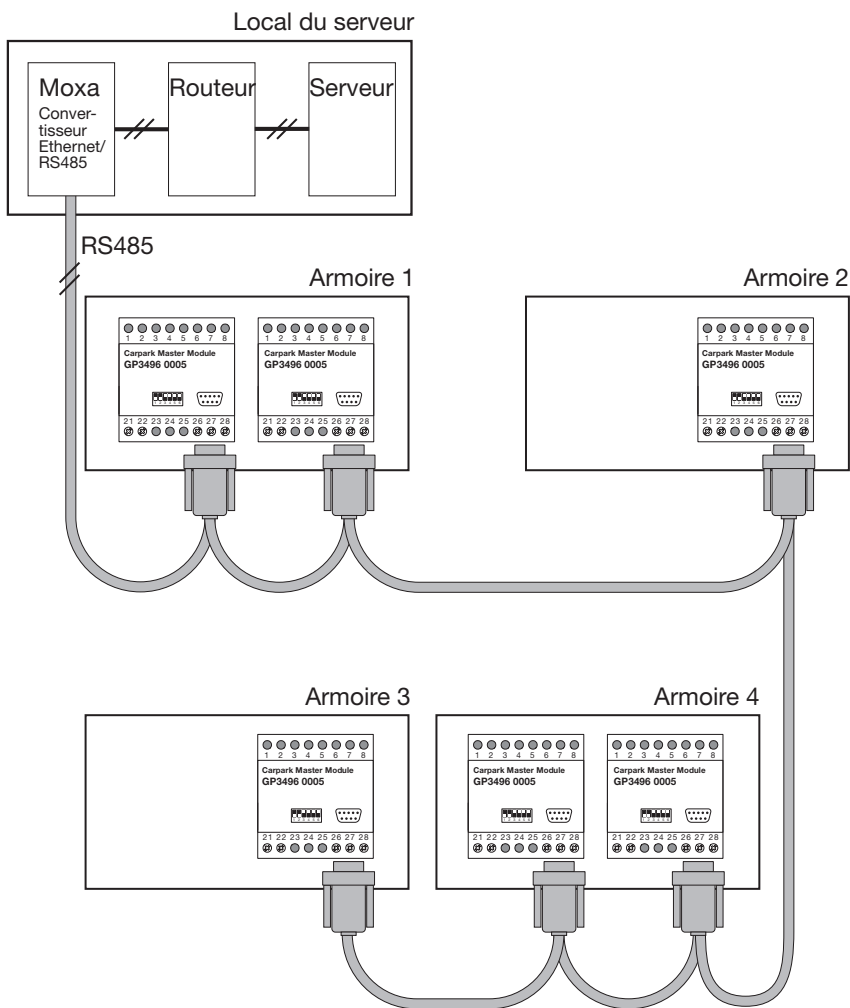 Local du serveur
Moxa
Conver-
tisseur
Ethernet/
RS485
Routeur
Serveur
RS485
Armoire 1
1 2 3 4 5 6 7 8
Carpark Master Module
GP3496 0005
21 22 23 24 25 26 27 28
1 2 3 4 5 6 7 8
Carpark Master Module
GP3496 0005
21 22 23 24 25 26 27 28
Armoire 2
1 2 3 4 5 6 7 8
Carpark Master Module
GP3496 0005
21 22 23 24 25 26 27 28
Armoire 3
1 2 3 4 5 6 7 8
Carpark Master Module
GP3496 0005
21 22 23 24 25 26 27 28
Armoire 4
1 2 3 4 5 6 7 8
Carpark Master Module
GP3496 0005
21 22 23 24 25 26 27 28
1 2 3 4 5 6 7 8
Carpark Master Module
GP3496 0005
21 22 23 24 25 26 27 28